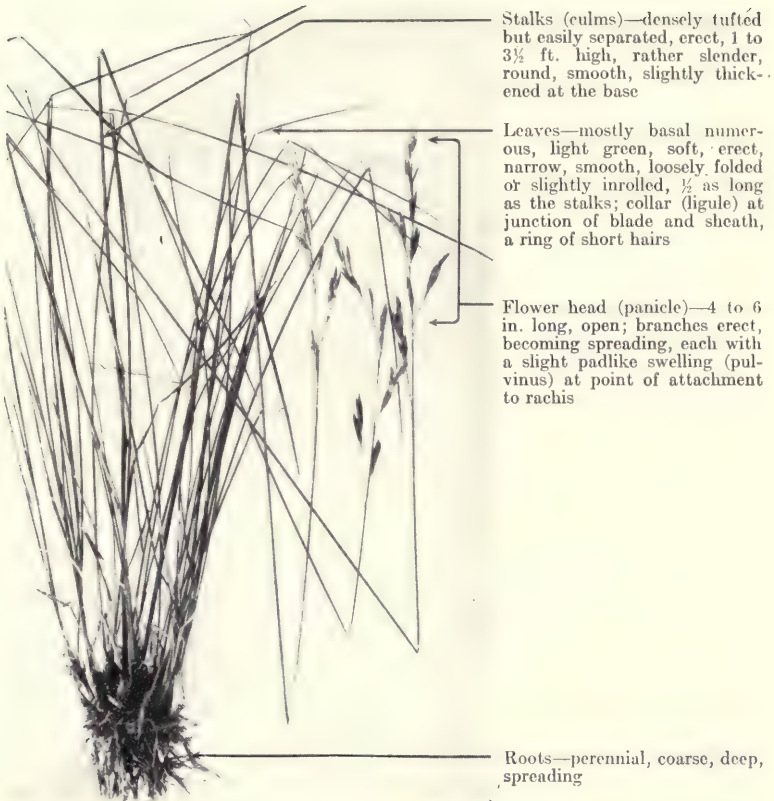 Stalks (culms)—densely tufted
but easily separated, erect, 1 to
3½ ft. high, rather slender,
round, smooth, slightly thick-
ened at the base
Leaves—mostly basal numer-
ous, light green, soft, erect,
narrow, smooth, loosely folded
or slightly inrolled, ½ as long
as the stalks; collar (ligule) at
junction of blade and sheath,
a ring of short hairs
Flower head (panicle)—4 to 6
in. long, open; branches erect,
becoming spreading, each with
a slight padlike swelling (pul-
vinus) at point of attachment
to rachis
Roots—perennial, coarse, deep,
spreading